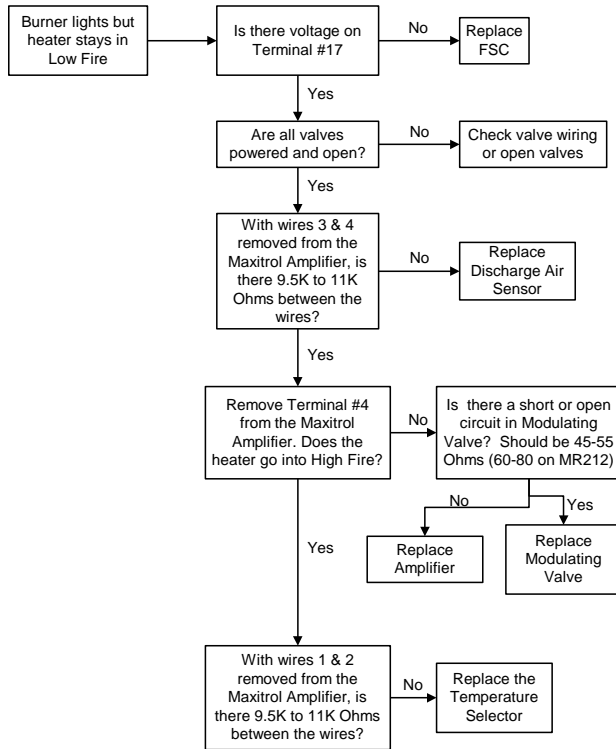 Burner lights but
heater stays in
Low Fire
Is there voltage on
Terminal #17
No
Replace
FSC
Yes
Are all valves
powered and open?
No
Check valve wiring
or open valves
Yes
With wires 3 & 4
removed from the
Maxitrol Amplifier, is
there 9.5K to 11K
Ohms between the
wires?
No
Replace
Discharge Air
Sensor
Yes
Remove Terminal #4
from the Maxitrol
Amplifier. Does the
heater go into High Fire?
No
Is there a short or open
circuit in Modulating
Valve? Should be 45-55
Ohms (60-80 on MR212)
No
Replace
Amplifier
Yes
Replace
Modulating
Valve
Yes
With wires 1 & 2
removed from the
Maxitrol Amplifier, is
there 9.5K to 11K Ohms
between the wires?
No
Replace the
Temperature
Selector